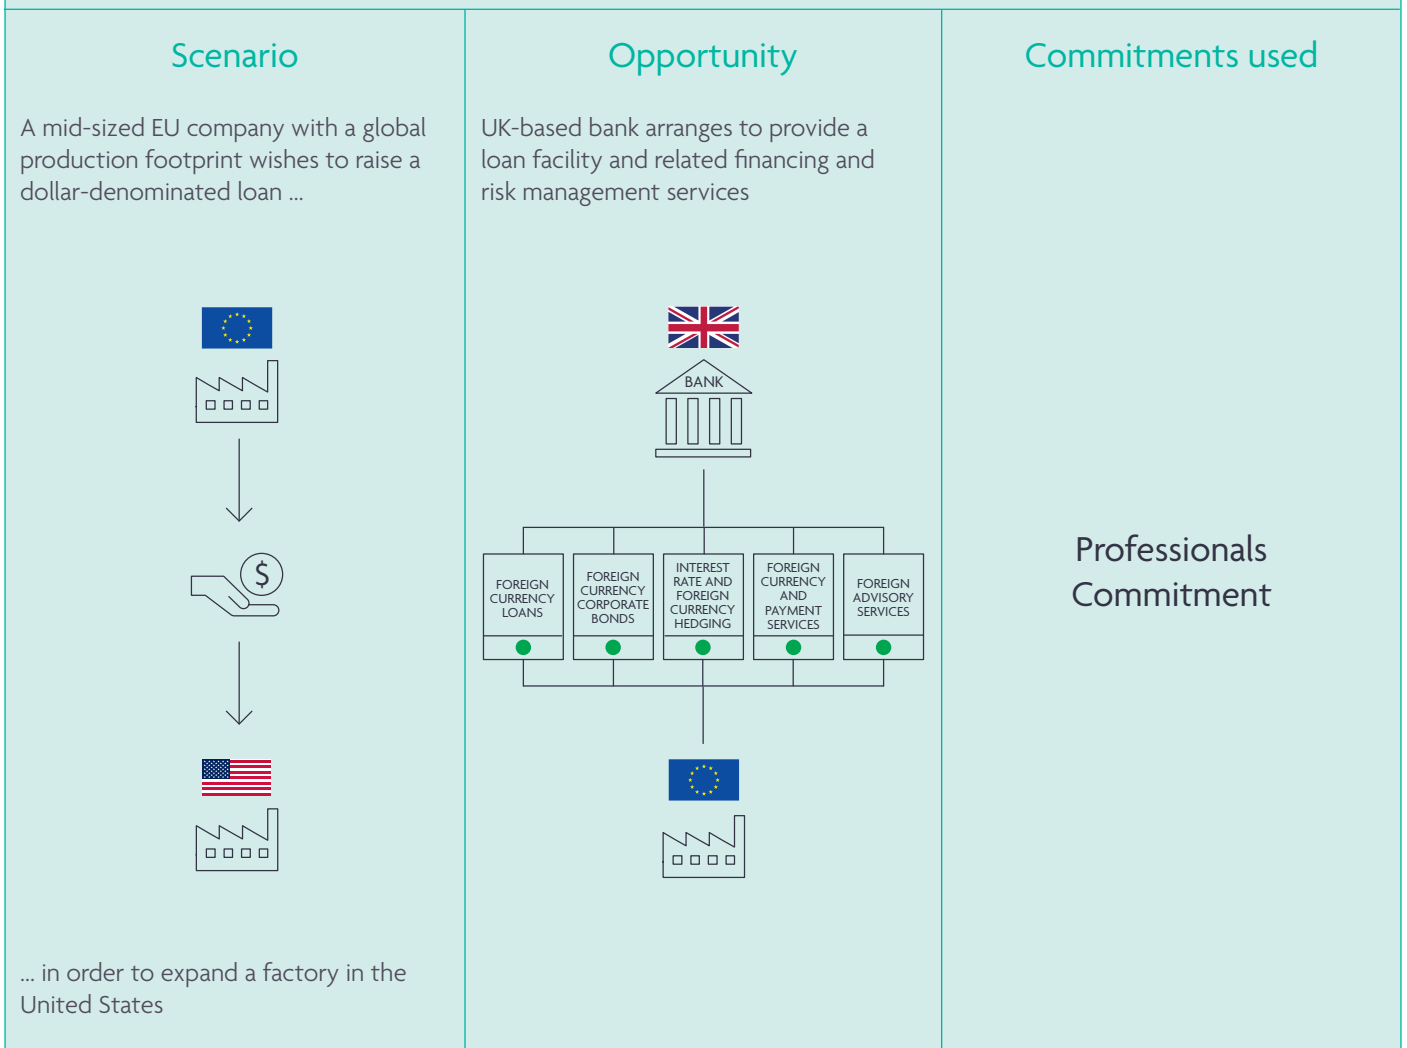 Scenario
A mid-sized EU company with a global
production footprint wishes to raise a
dollar-denominated loan ...
$
... in order to expand a factory in the
United States
Opportunity
UK-based bank arranges to provide a
loan facility and related financing and
risk management services
BANK
FOREIGN
CURRENCY
LOANS
FOREIGN
CURRENCY
CORPORATE
BONDS
INTEREST
RATE AND
FOREIGN
CURRENCY
HEDGING
FOREIGN
CURRENCY
AND
PAYMENT
SERVICES
FOREIGN
ADVISORY
SERVICES
Commitments used
Professionals
Commitment